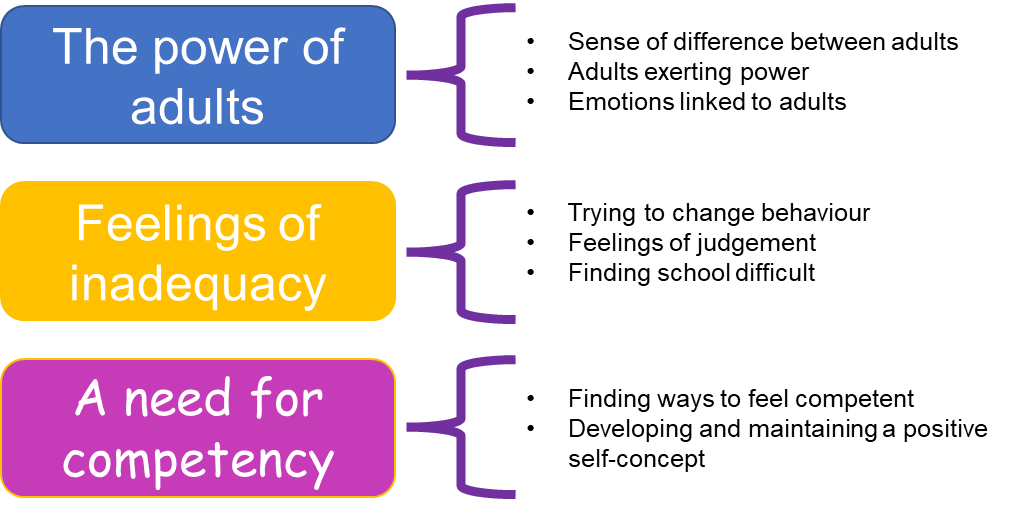 The power of
adults
• Sense of difference between adults
• Adults exerting power
• Emotions linked to adults
Feelings of
inadequacy
• Trying to change behaviour
• Feelings of judgement
• Finding school difficult
A need for
competency
• Finding ways to feel competent
• Developing and maintaining a positive
self-concept